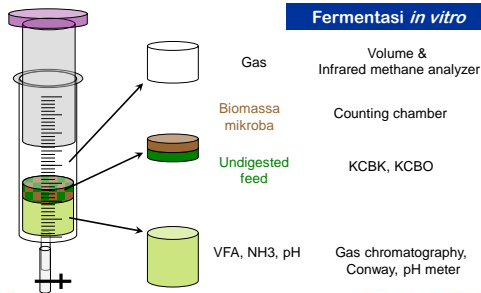 Fermentasi in vitro
Gas
Volume &
Infrared methane analyzer
Biomassa
mikroba
Counting chamber
Undigested
feed
KCBK, KCBO
VFA, NH3, pH
Gas chromatography,
Conway, pH meter